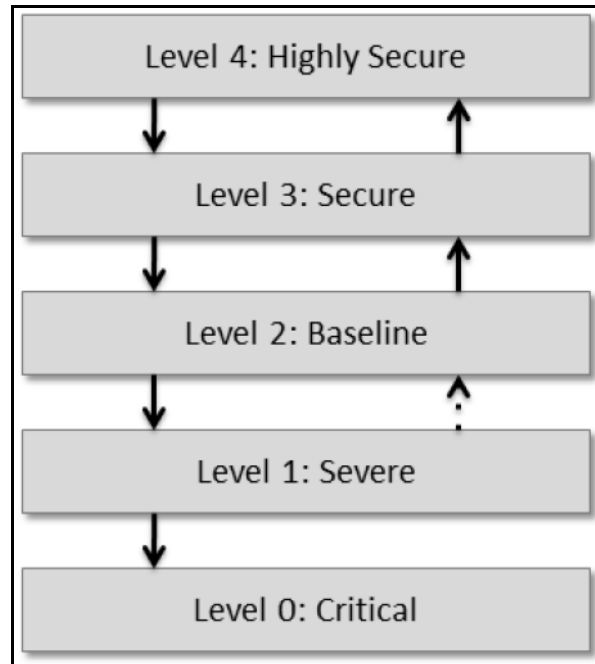 Level 4: Highly Secure
Level 3: Secure
Level 2: Baseline
Level 1: Severe
Level 0: Critical